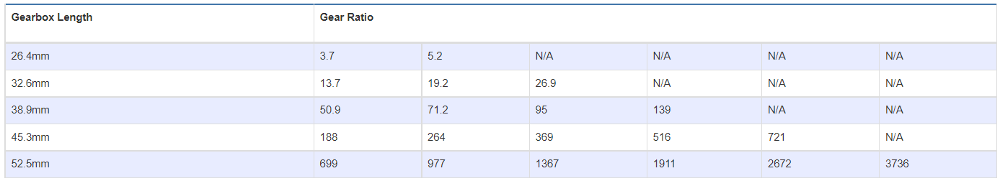 Gearbox Length Gear Ratio
26.4mm 3.7 5.2 N/A N/A N/A N/A
32.6mm 13.7 19.2 26.9 N/A N/A N/A
38.9mm 50.9 71.2 95 139 N/A N/A
45.3mm 188 264 369 516 721 N/A
52.5mm 699 977 1367 1911 2672 3736